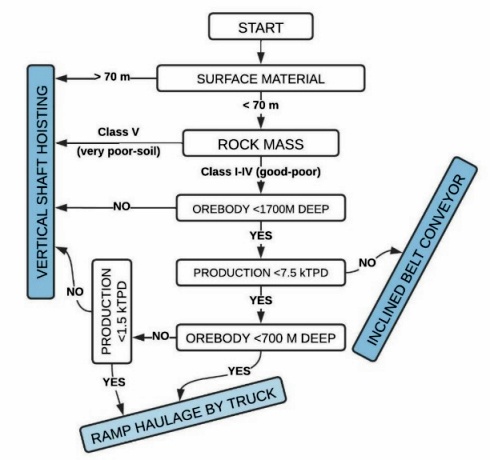 START
> 70 m
SURFACE MATERIAL
< 70 m
Class V
(very poor-soil)
ROCK MASS
Class I-IV (good-poor)
VERTICAL SHAFT HOISTING
NO
OREBODY <1700M DEEP
YES
PRODUCTION <7.5 kTPD
NO
INCLINED BELT CONVEYOR
YES
NO
PRODUCTION
<1.5 kTPD
NO
OREBODY <700 M DEEP
YES
YES
RAMP HAULAGE BY TRUCK